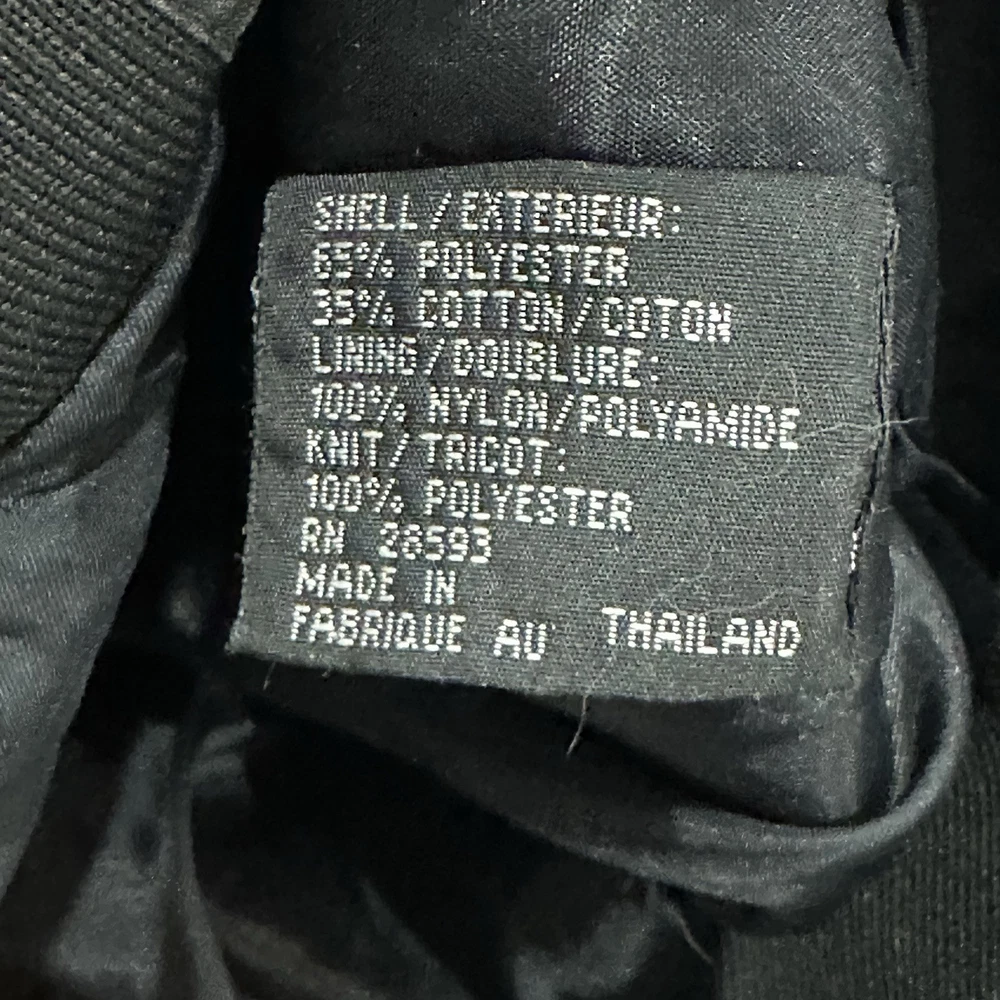 SHELL/EXTERIEUR:
65% POLYESTER
35% COTTON/COTON
LINING/DOUBLURE:
100% NYLON/POLYAMIDE
KNIT/TRICOT:
100% POLYESTER
RN 28593
MADE IN
FABRIQUE AU THAILAND